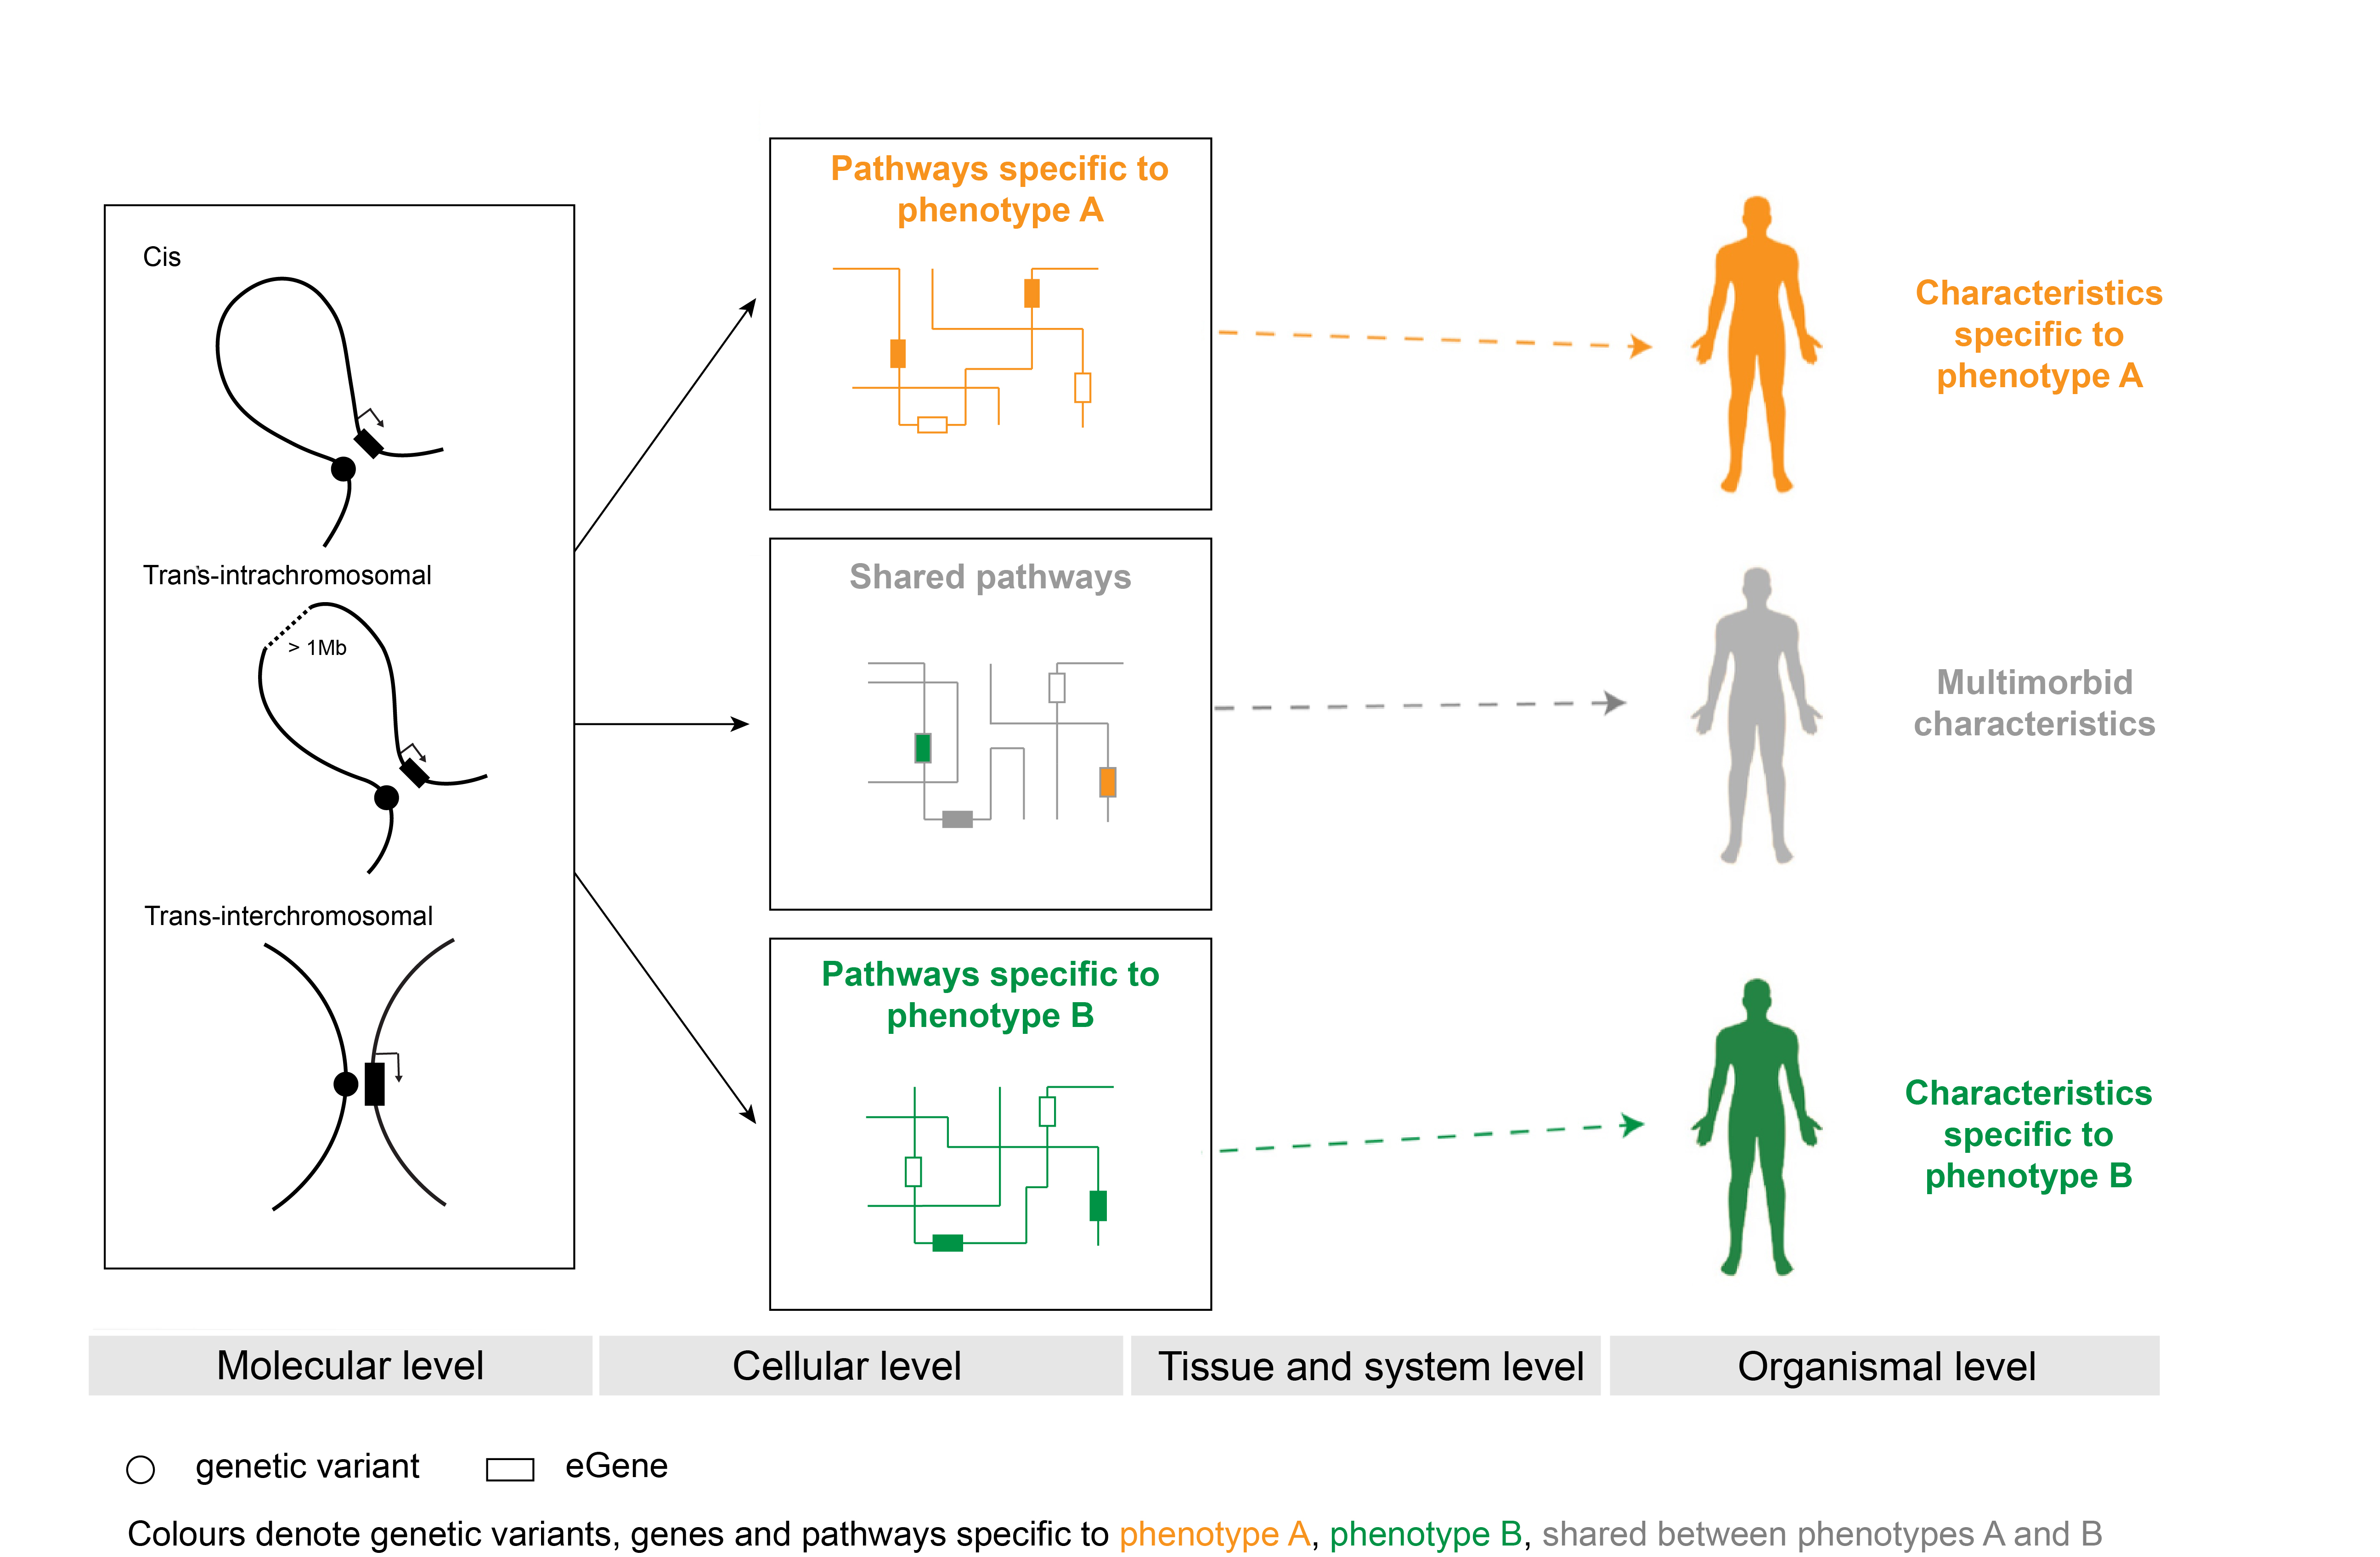 Cis
Trans-intrachromosomal
> 1Mb
Trans-interchromosomal
Pathways specific to
phenotype A
Shared pathways
Pathways specific to
phenotype B
Characteristics
specific to
phenotype A
Multimorbid
characteristics
Characteristics
specific to
phenotype B
Molecular level
Cellular level
Tissue and system level
Organismal level
genetic variant
eGene
Colours denote genetic variants, genes and pathways specific to phenotype A, phenotype B, shared between phenotypes A and B